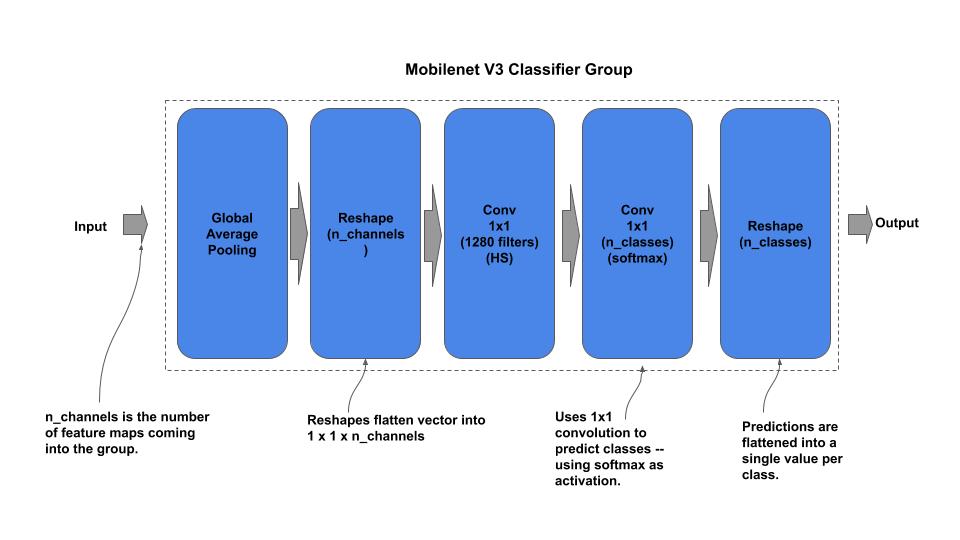 Mobilenet V3 Classifier Group
Input
Global
Average
Pooling
Reshape
(n_channels
)
Conv
1x1
(1280 filters)
(HS)
Conv
1x1
(n_classes)
(softmax)
Reshape
(n_classes)
Output
n_channels is the number
of feature maps coming
into the group.
Reshapes flatten vector into
1 x 1 x n_channels
Uses 1x1
convolution to
predict classes --
using softmax as
activation.
Predictions are
flattened into a
single value per
class.